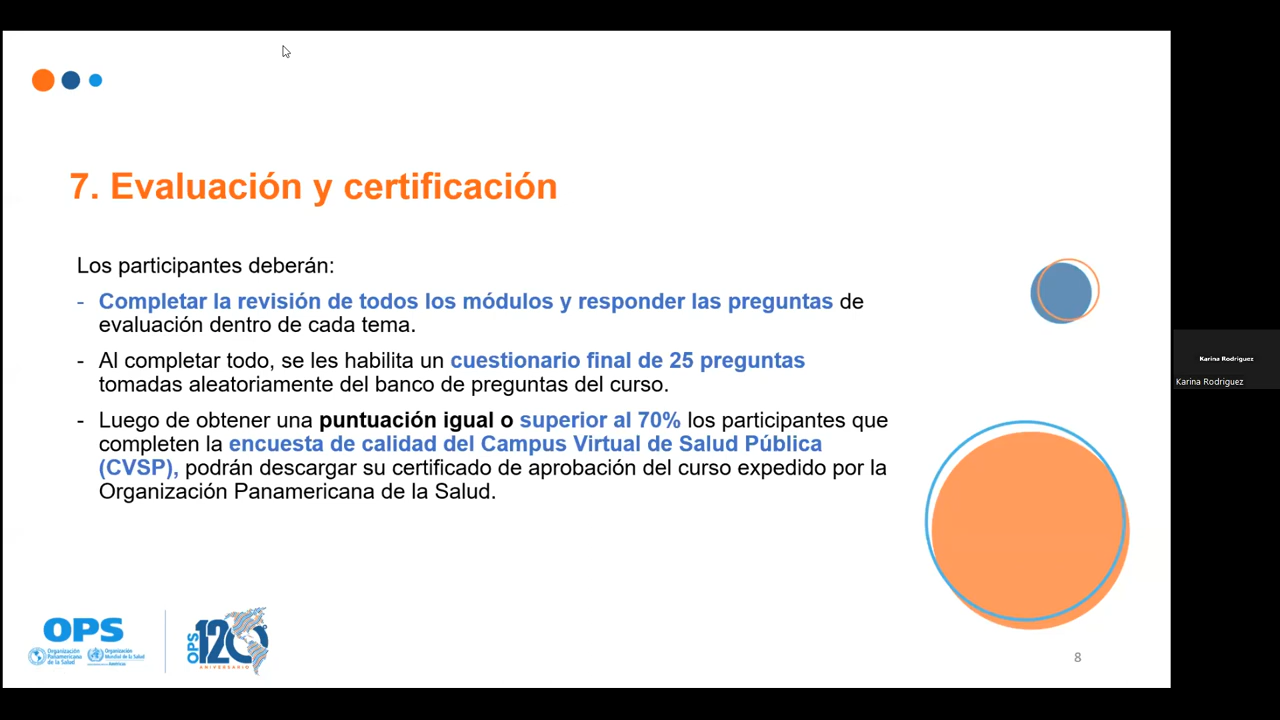 7. Evaluación y certificación
Los participantes deberán:
- Completar la revisión de todos los módulos y responder las preguntas de
evaluación dentro de cada tema.
- Al completar todo, se les habilita un cuestionario final de 25 preguntas
tomadas aleatoriamente del banco de preguntas del curso.
- Luego de obtener una puntuación igual o superior al 70% los participantes que
completen la encuesta de calidad del Campus Virtual de Salud Pública
(CVSP), podrán descargar su certificado de aprobación del curso expedido por la
Organización Panamericana de la Salud.
Karina Rodriguez
Karina Rodriguez
OPS
Organización
Panamericana
de la Salud
Organización
Mundial de la Salud
OPS
120
ANIVERSARIO
8